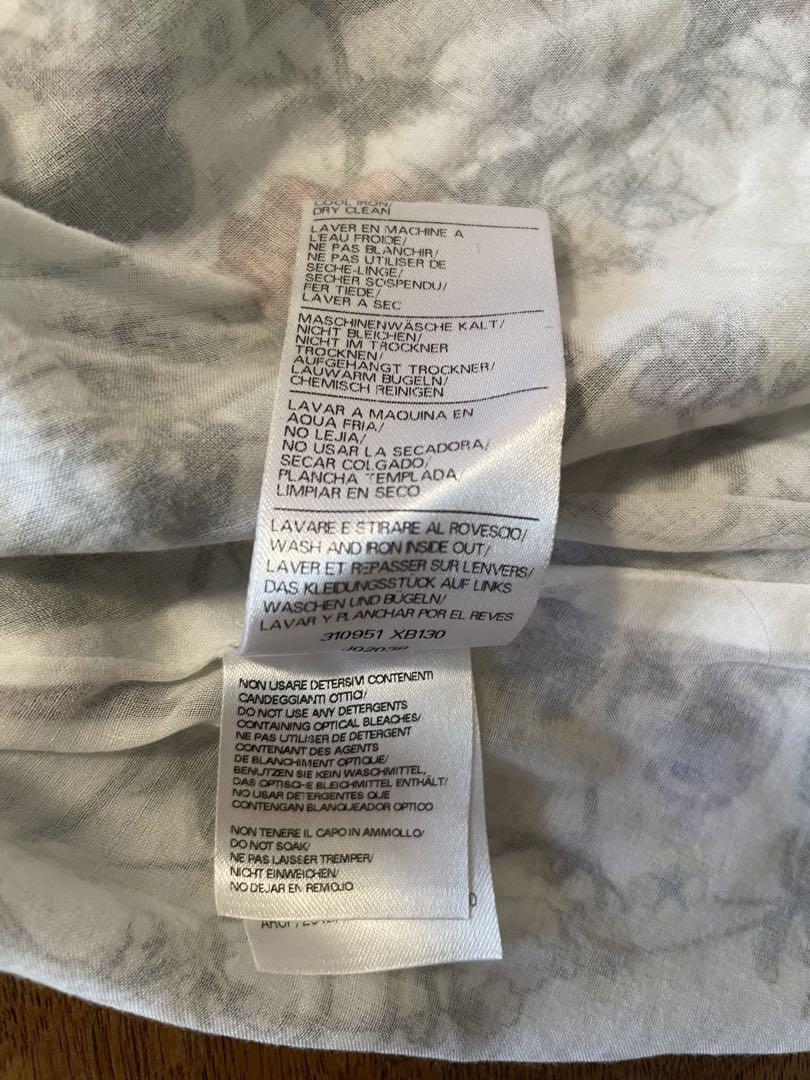 COOL IRON/
DRY CLEAN
LAVER EN MACHINE A
L'EAU FROIDE/
NE PAS BLANCHIR/
NE PAS UTILISER DE
SECHE-LINGE/
SECHER SOSPENDU/
FER TIEDE/
LAVER A SEC
MASCHINENWÄSCHE KALT/
NICHT BLEICHEN/
NICHT IM TROCKNER
TROCKNEN/
AUFGEHÄNGT TROCKNER/
LAUWARM BUGELN/
CHEMISCH REINIGEN
LAVAR A MAQUINA EN
AQUA FRIA/
NO LEJIA/
NO USAR LA SECADORA/
SECAR COLGADO/
PLANCHA TEMPLADA/
LIMPIAR EN SECO
LAVARE E STIRARE AL ROVESCIO/
WASH AND IRON INSIDE OUT/
LAVER ET REPASSER SUR L'ENVERS/
DAS KLEIDUNGSSTÜCK AUF LINKS
WASCHEN UND BÜGELN/
LAVAR Y PLANCHAR POR EL REVES
310951 XB130
NON USARE DETERSIVI CONTENENTI
CANDEGGIANTI OTTICI/
DO NOT USE ANY DETERGENTS
CONTAINING OPTICAL BLEACHES/
NE PAS UTILISER DE DETERGENT
CONTENANT DES AGENTS
DE BLANCHIMENT OPTIQUE/
BENUTZEN SIE KEIN WASCHMITTEL,
DAS OPTISCHE BLEICHMITTEL ENTHÄLT/
NO USAR DETERGENTES QUE
CONTENGAN BLANQUEADOR OPTICO
NON TENERE IL CAPO IN AMMOLLO/
DO NOT SOAK/
NE PAS LAISSER TREMPER/
NICHT EINWEICHEN/
NO DEJAR EN REMOJO